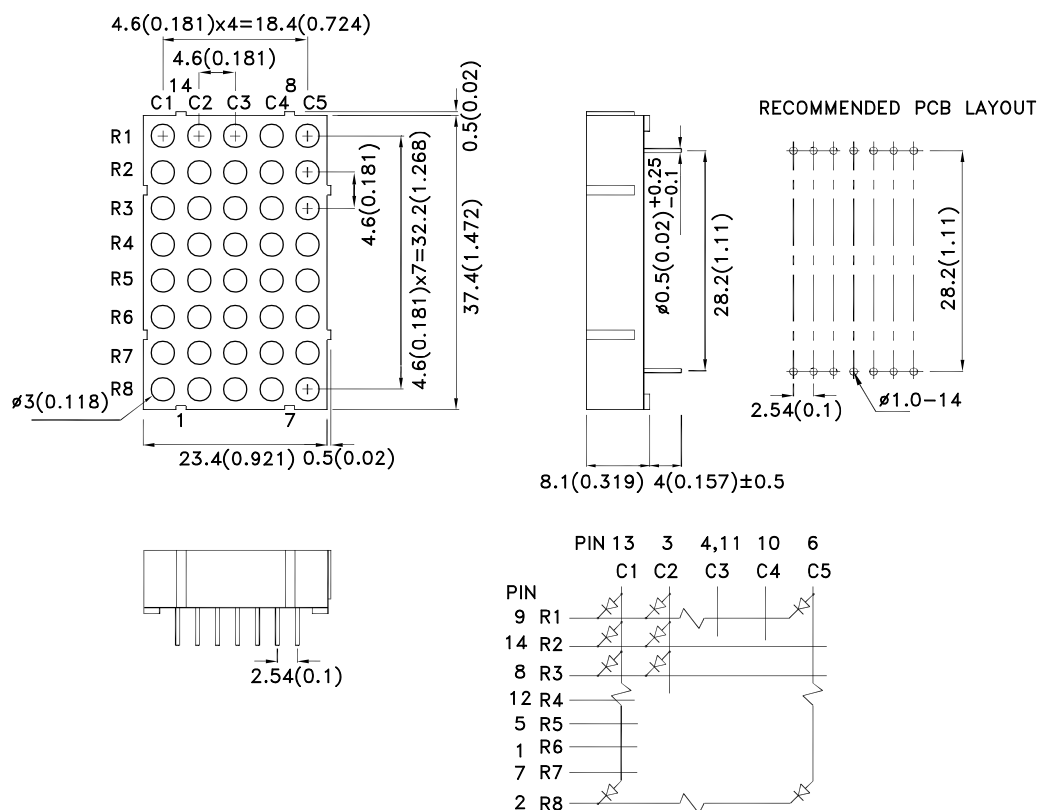 4.6(0.181)x4=18.4(0.724)
4.6(0.181)
14 8
C1 C2 C3 C4 C5
R1
R2
R3
R4
R5
R6
R7
R8
ø3(0.118)
1 7
23.4(0.921) 0.5(0.02)
4.6(0.181)
4.6(0.181)x7=32.2(1.268)
0.5(0.02)
37.4(1.472)
ø0.5(0.02)+0.25 -0.1
28.2(1.11)
8.1(0.319) 4(0.157)±0.5
RECOMMENDED PCB LAYOUT
28.2(1.11)
2.54(0.1)
ø1.0-14
2.54(0.1)
PIN 13 3 4,11 10 6
C1 C2 C3 C4 C5
PIN
9 R1
14 R2
8 R3
12 R4
5 R5
1 R6
7 R7
2 R8